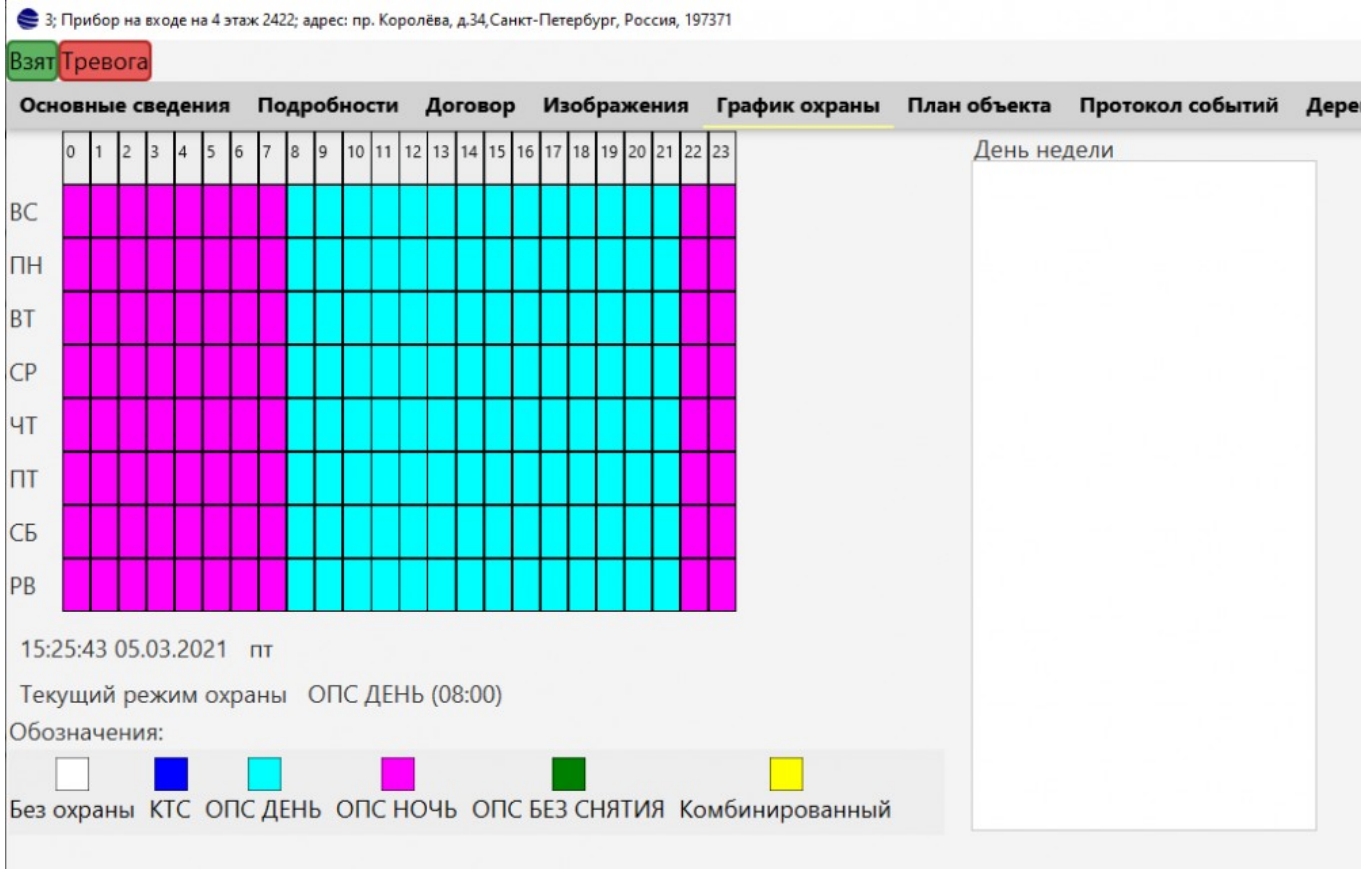 3; Прибор на входе на 4 этаж 2422; адрес: пр. Королёва, д.34,Санкт-Петербург, Россия, 197371
Взят Тревога
Основные сведения Подробности Договор Изображения График охраны План объекта Протокол событий Дере
0 1 2 3 4 5 6 7 8 9 10 11 12 13 14 15 16 17 18 19 20 21 22 23
День недели
ВС
ПН
ВТ
СР
ЧТ
ПТ
СБ
РВ
15:25:43 05.03.2021 пт
Текущий режим охраны ОПС ДЕНЬ (08:00)
Обозначения:
Без охраны КТС ОПС ДЕНЬ ОПС НОЧЬ ОПС БЕЗ СНЯТИЯ Комбинированный